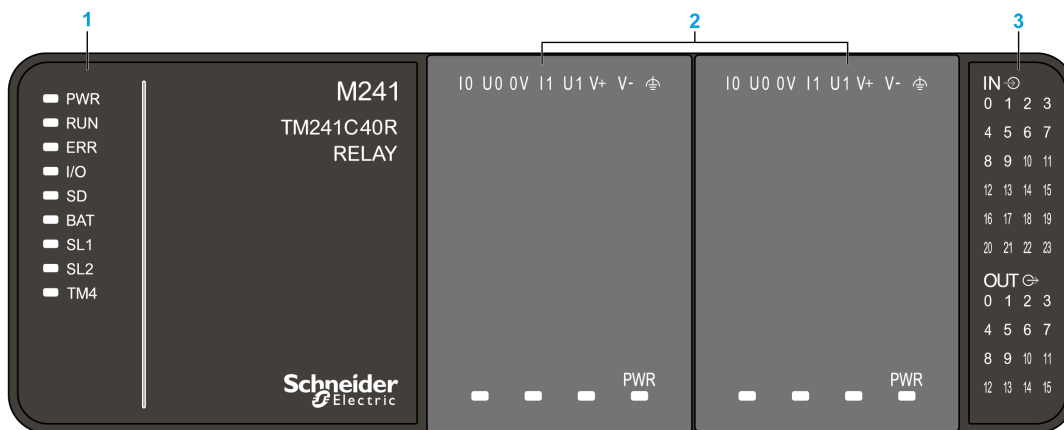 1
2
3
PWR
RUN
ERR
I/O
SD
BAT
SL1
SL2
TM4
M241
TM241C40R
RELAY
Schneider
Electric
I0 U0 0V I1 U1 V+ V-
PWR
I0 U0 0V I1 U1 V+ V-
PWR
IN
0 1 2 3
4 5 6 7
8 9 10 11
12 13 14 15
16 17 18 19
20 21 22 23
OUT
0 1 2 3
4 5 6 7
8 9 10 11
12 13 14 15